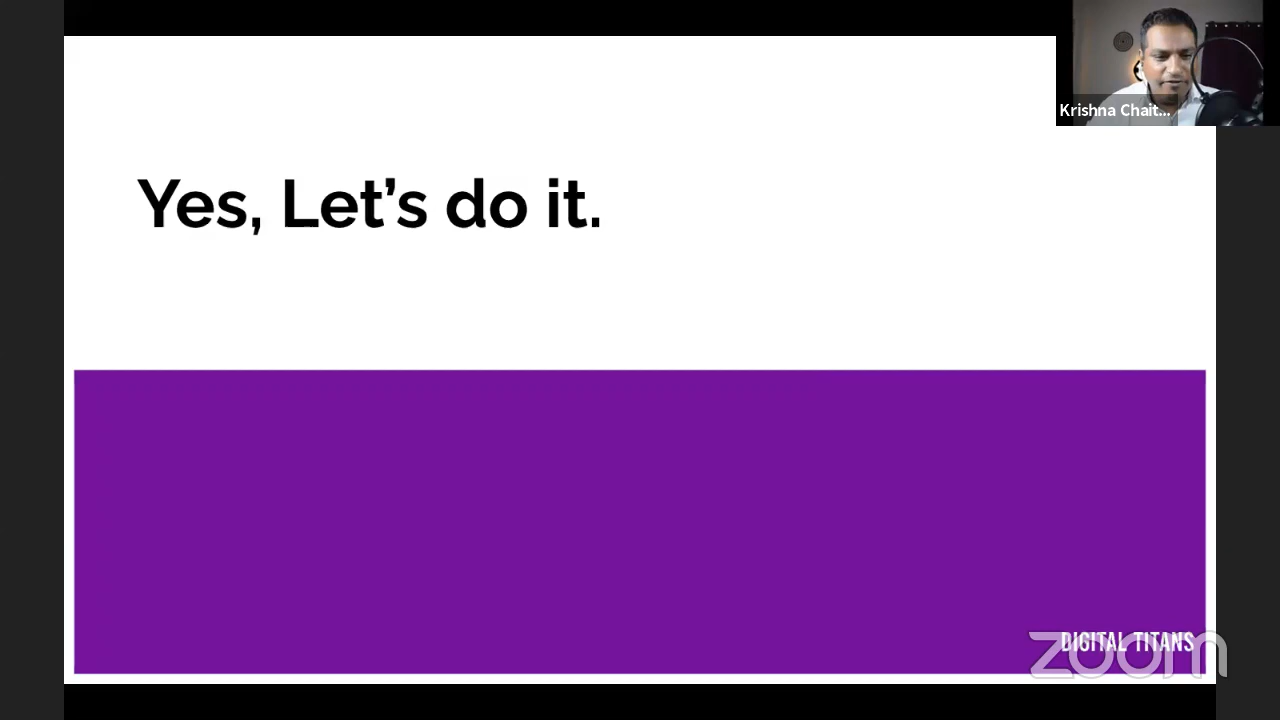 Krishna Chait...
Yes, Let’s do it.
DIGITAL TITANS
zoom